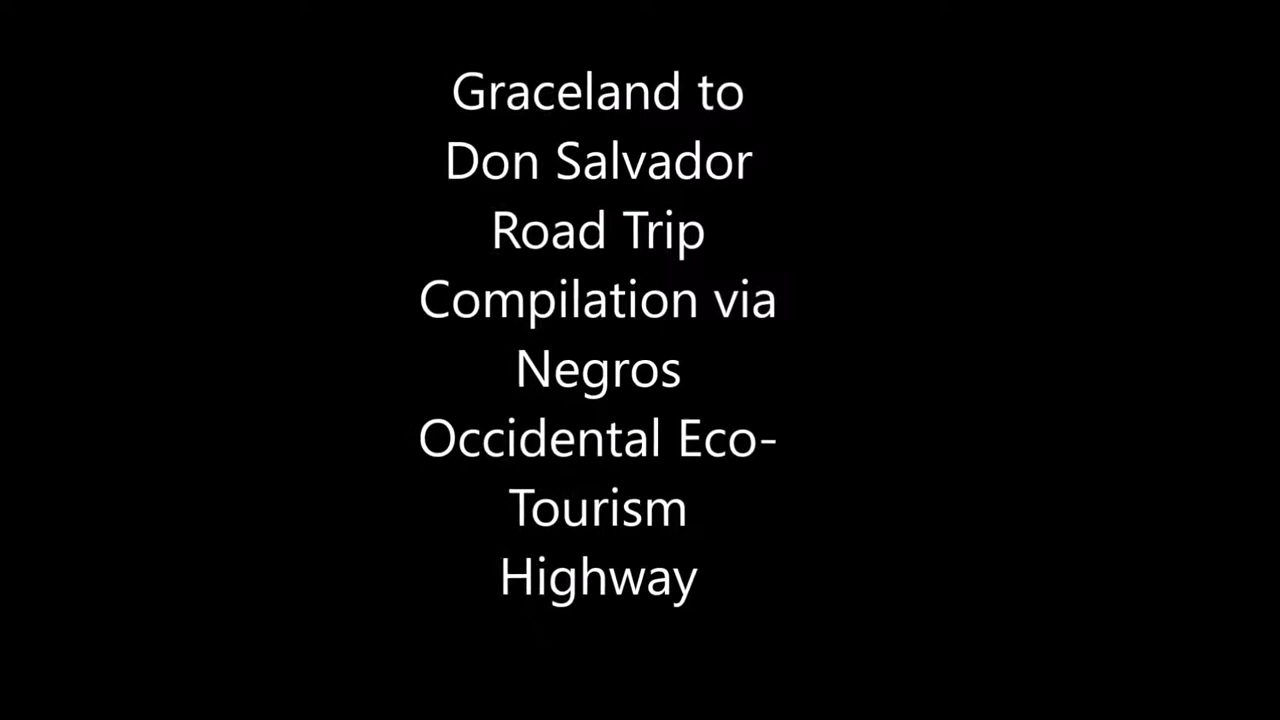 Graceland to
Don Salvador
Road Trip
Compilation via
Negros
Occidental Eco-
Tourism
Highway